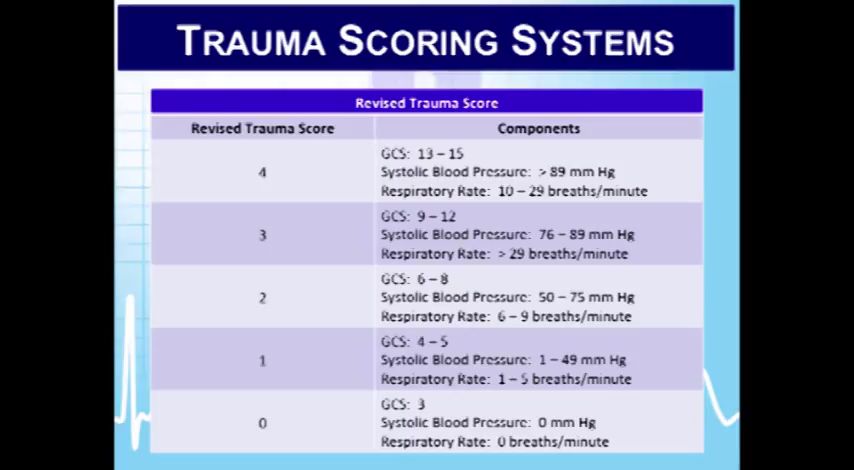 TRAUMA SCORING SYSTEMS
Revised Trauma Score
Revised Trauma Score Components
4
GCS: 13 – 15
Systolic Blood Pressure: > 89 mm Hg
Respiratory Rate: 10 – 29 breaths/minute
3
GCS: 9 – 12
Systolic Blood Pressure: 76 – 89 mm Hg
Respiratory Rate: > 29 breaths/minute
2
GCS: 6 – 8
Systolic Blood Pressure: 50 – 75 mm Hg
Respiratory Rate: 6 – 9 breaths/minute
1
GCS: 4 – 5
Systolic Blood Pressure: 1 – 49 mm Hg
Respiratory Rate: 1 – 5 breaths/minute
0
GCS: 3
Systolic Blood Pressure: 0 mm Hg
Respiratory Rate: 0 breaths/minute